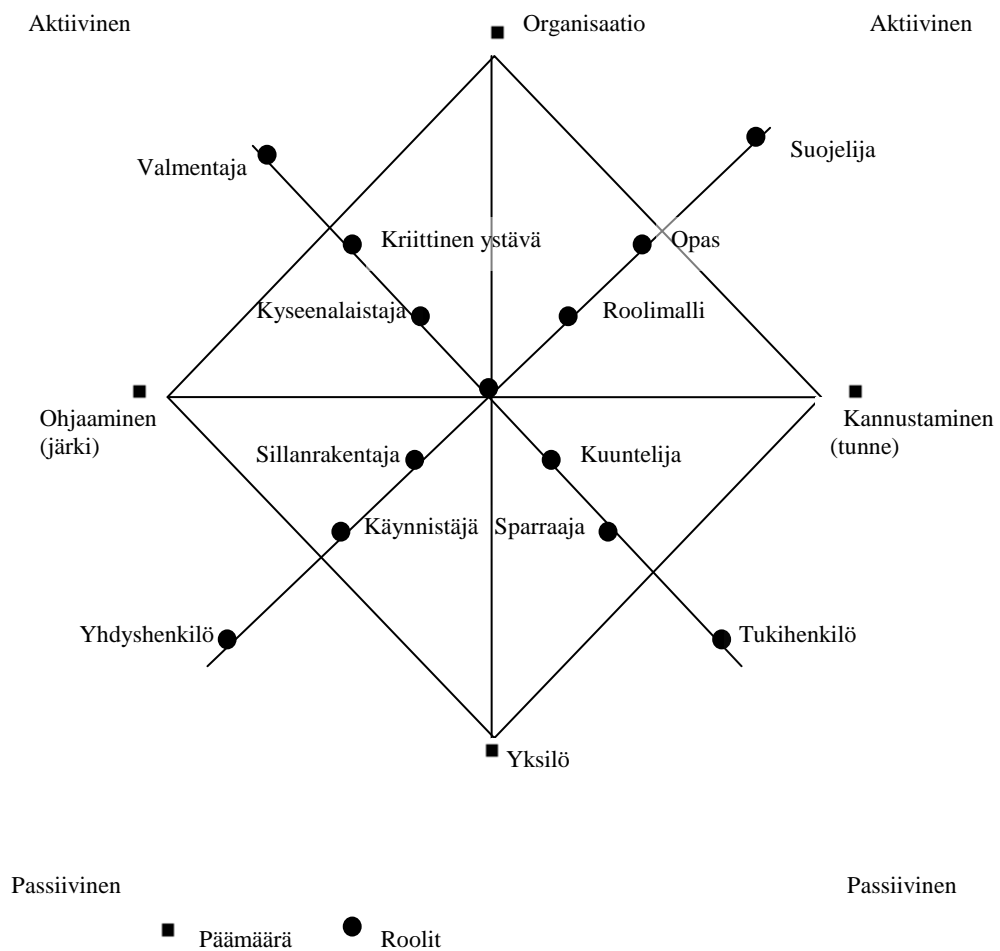 Aktiivinen
Organisaatio
Aktiivinen
Suojelija
Valmentaja
Kriittinen ystävä
Opas
Kyseenalaistaja
Roolimalli
Ohjaaminen
(järki)
Kannustaminen
(tunne)
Sillanrakentaja
Kuuntelija
Käynnistäjä
Sparraaja
Yhdyshenkilö
Tukihenkilö
Yksilö
Passiivinen
Passiivinen
Päämäärä
Roolit